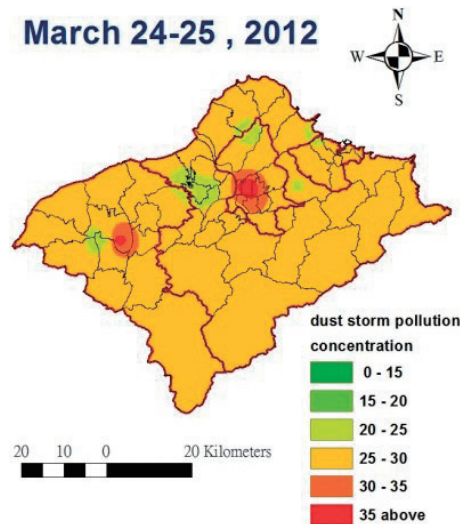 March 24-25 , 2012
N
W E
S
dust storm pollution
concentration
0 - 15
15 - 20
20 - 25
25 - 30
30 - 35
35 above
20 10 0 20 Kilometers